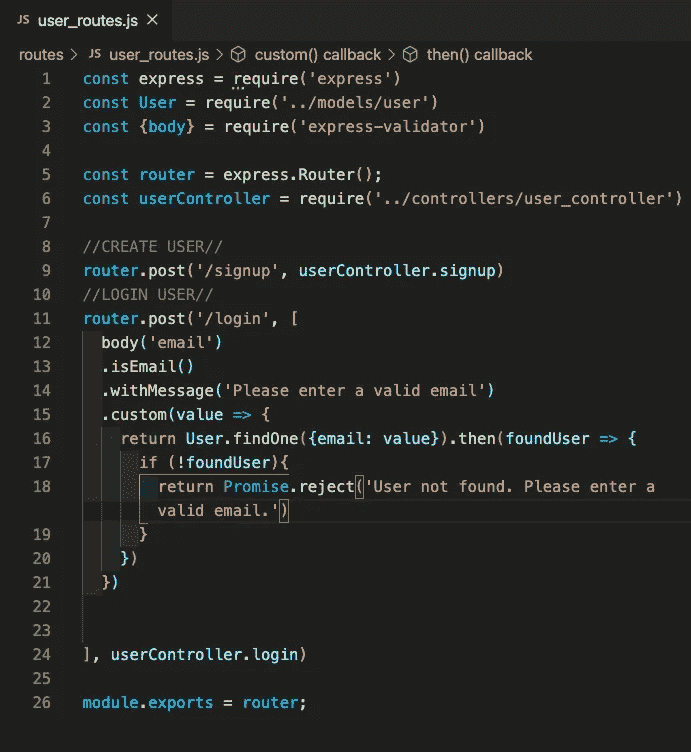 JS user_routes.js ×
routes > JS user_routes.js > custom() callback > then() callback
1 const express = require('express')
2 const User = require('../models/user')
3 const {body} = require('express-validator')
4
5 const router = express.Router();
6 const userController = require('../controllers/user_controller')
7
8 //CREATE USER//
9 router.post('/signup', userController.signup)
10 //LOGIN USER//
11 router.post('/login', [
12 body('email')
13 .isEmail()
14 .withMessage('Please enter a valid email')
15 .custom(value => {
16 return User.findOne({email: value}).then(foundUser => {
17 if (!foundUser){
18 return Promise.reject('User not found. Please enter a
valid email.')
19 }
20 })
21 })
22
23
24 ], userController.login)
25
26 module.exports = router;